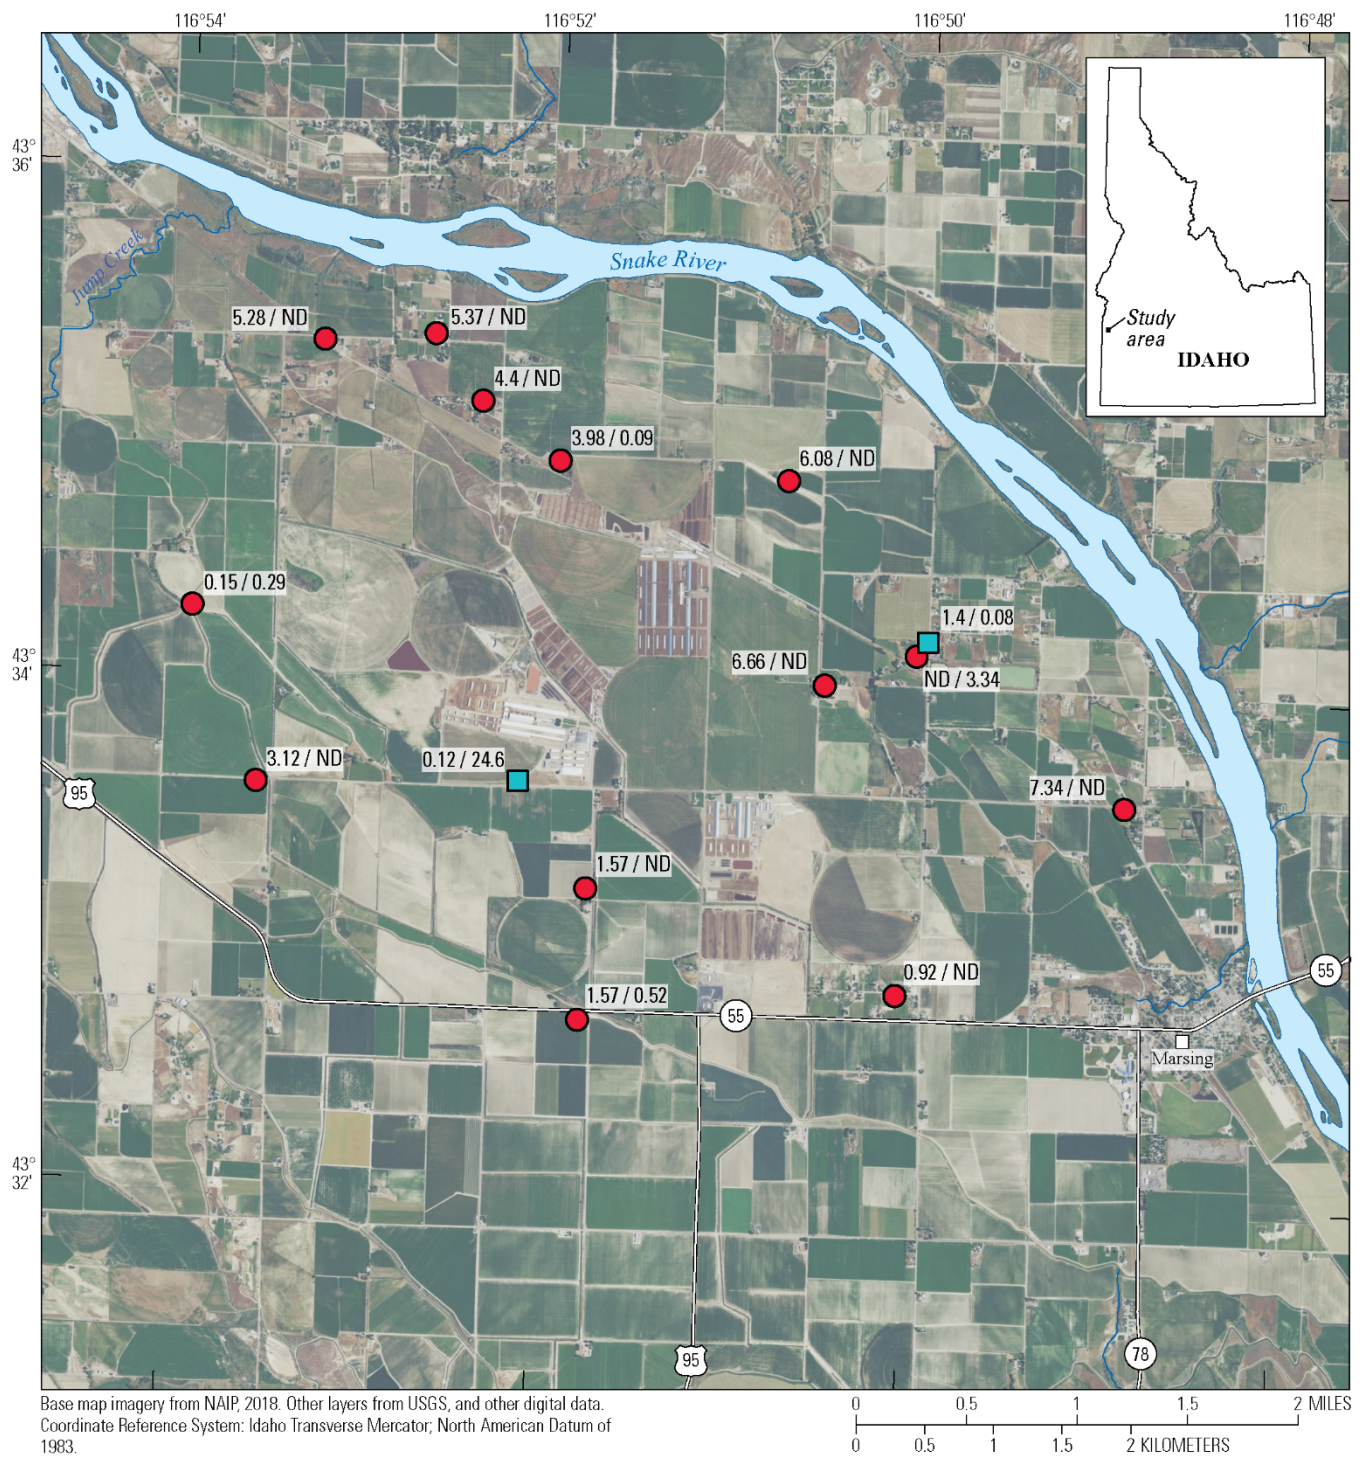 116°54'
116°52'
116°50'
116°48'
43°
36'
Jump Creek
Snake River
Study
area
IDAHO
5.28 / ND
5.37 / ND
4.4 / ND
3.98 / 0.09
6.08 / ND
0.15 / 0.29
1.4 / 0.08
43°
34'
6.66 / ND
ND / 3.34
3.12 / ND
0.12 / 24.6
95
7.34 / ND
1.57 / ND
0.92 / ND
55
1.57 / 0.52
55
Marsing
43°
32'
95
78
Base map imagery from NAIP, 2018. Other layers from USGS, and other digital data.
Coordinate Reference System: Idaho Transverse Mercator; North American Datum of
1983.
0 0.5 1 1.5 2 MILES
0 0.5 1 1.5 2 KILOMETERS